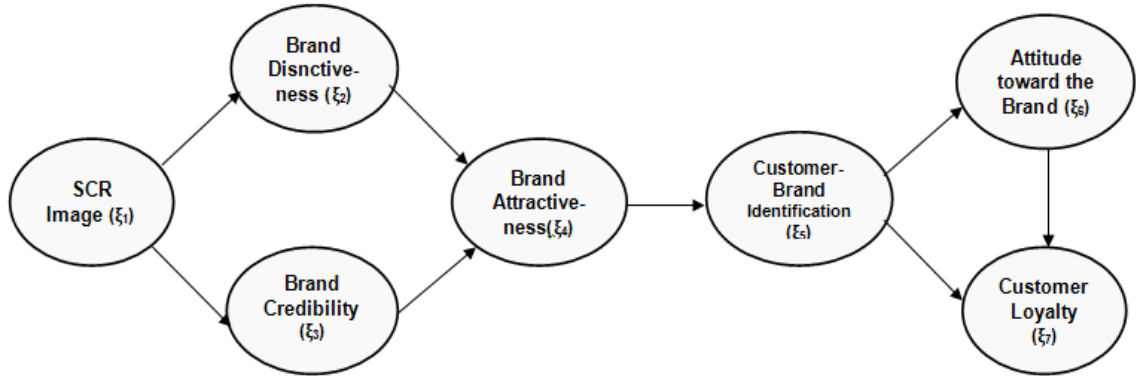 SCR
Image (ξ1)
Brand
Disnctive-
ness (ξ2)
Brand
Credibility
(ξ3)
Brand
Attractive-
ness(ξ4)
Customer-
Brand
Identification
(ξ5)
Attitude
toward the
Brand (ξ6)
Customer
Loyalty
(ξ7)